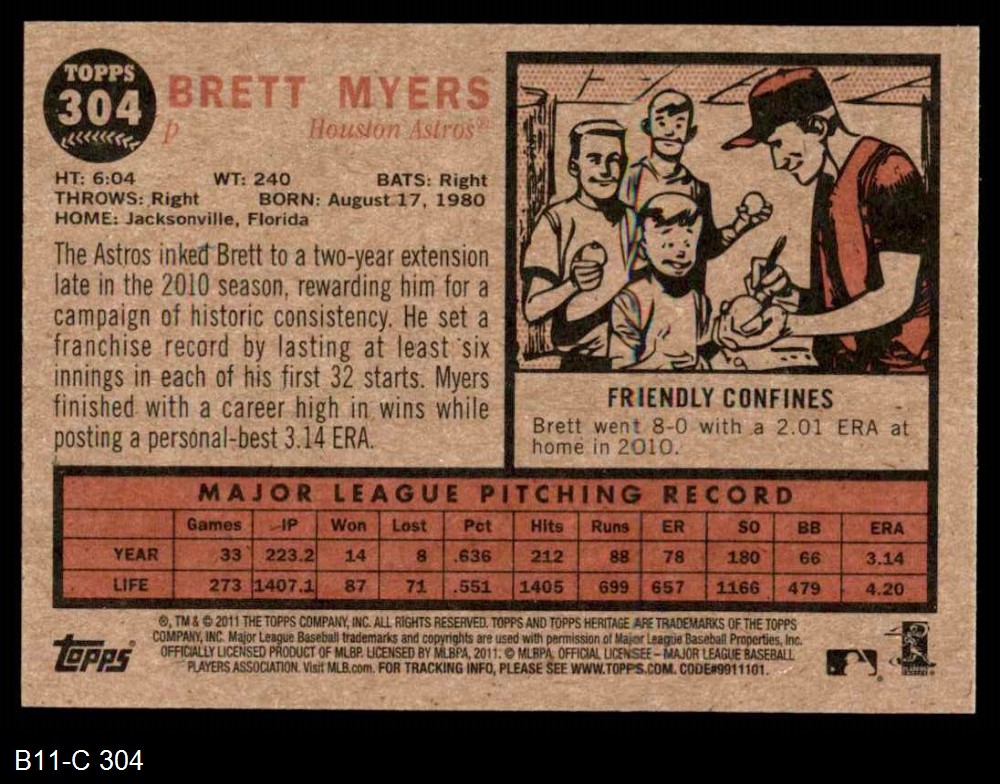 TOPPS
304
BRETT MYERS
p Houston Astros®
HT: 6:04 WT: 240 BATS: Right
THROWS: Right BORN: August 17, 1980
HOME: Jacksonville, Florida
The Astros inked Brett to a two-year extension
late in the 2010 season, rewarding him for a
campaign of historic consistency. He set a
franchise record by lasting at least six
innings in each of his first 32 starts. Myers
finished with a career high in wins while
posting a personal-best 3.14 ERA.
FRIENDLY CONFINES
Brett went 8-0 with a 2.01 ERA at
home in 2010.
MAJOR LEAGUE PITCHING RECORD
Games IP Won Lost Pct Hits Runs ER SO BB ERA
YEAR 33 223.2 14 8 .636 212 88 78 180 66 3.14
LIFE 273 1407.1 87 71 .551 1405 699 657 1166 479 4.20
®, TM & © 2011 THE TOPPS COMPANY, INC. ALL RIGHTS RESERVED. TOPPS AND TOPPS HERITAGE ARE TRADEMARKS OF THE TOPPS
COMPANY, INC. Major League Baseball trademarks and copyrights are used with permission of Major League Baseball Properties, Inc.
OFFICIALLY LICENSED PRODUCT OF MLBP. LICENSED BY MLBPA, 2011. © MLBPA, OFFICIAL LICENSEE – MAJOR LEAGUE BASEBALL
PLAYERS ASSOCIATION. Visit MLB.com. FOR TRACKING INFO, PLEASE SEE WWW.TOPPS.COM. CODE#9911101.
topps
B11-C 304